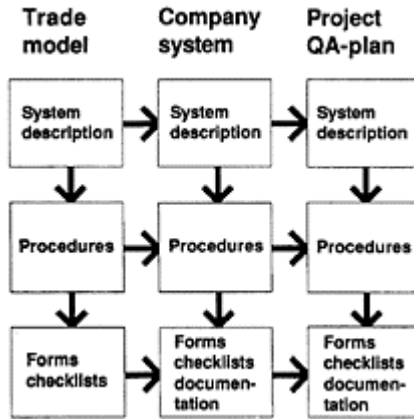 Trade
model
Company
system
Project
QA-plan
System
description
System
description
System
description
Procedures
Procedures
Procedures
Forms
checklists
Forms
checklists
documen-
tation
Forms
checklists
documen-
tation